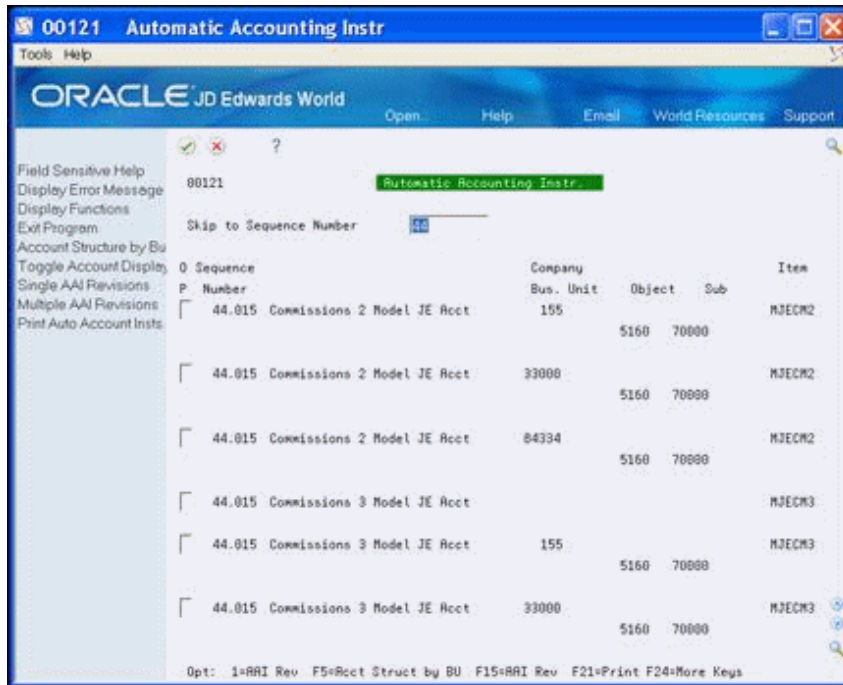 00121 Automatic Accounting Instr
Tools Help
ORACLE JD Edwards World
Open.. Help Email World Resources Support
?
Field Sensitive Help
Display Error Message
Display Functions
Exit Program
Account Structure by Bu
Toggle Account Display
Single AAI Revisions
Multiple AAI Revisions
Print Auto Account Insts
00121 Automatic Accounting Instr.
Skip to Sequence Number 44
O Sequence Company Item
P Number Bus. Unit Object Sub
44.015 Commissions 2 Model JE Acct 155 MJECM2
5160 70000
44.015 Commissions 2 Model JE Acct 33000 MJECM2
5160 70000
44.015 Commissions 2 Model JE Acct 84334 MJECM2
5160 70000
44.015 Commissions 3 Model JE Acct MJECM3
44.015 Commissions 3 Model JE Acct 155 MJECM3
5160 70000
44.015 Commissions 3 Model JE Acct 33000 MJECM3
5160 70000
Opt: 1=AAI Rev F5=Acct Struct by BU F15=AAI Rev F21=Print F24=More Keys